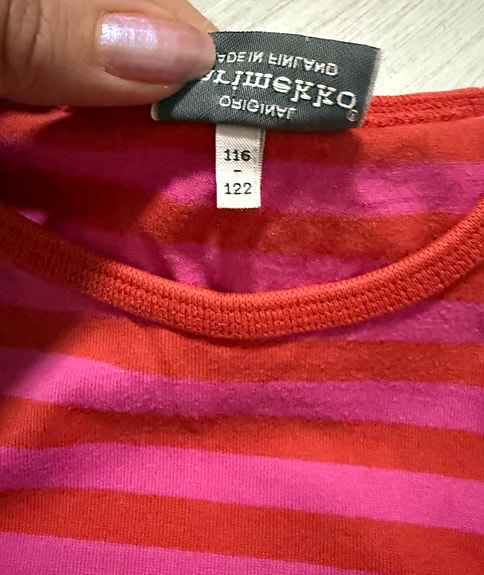 ORIGINAL
arimekko®
ADE IN FINLAND
116
-
122